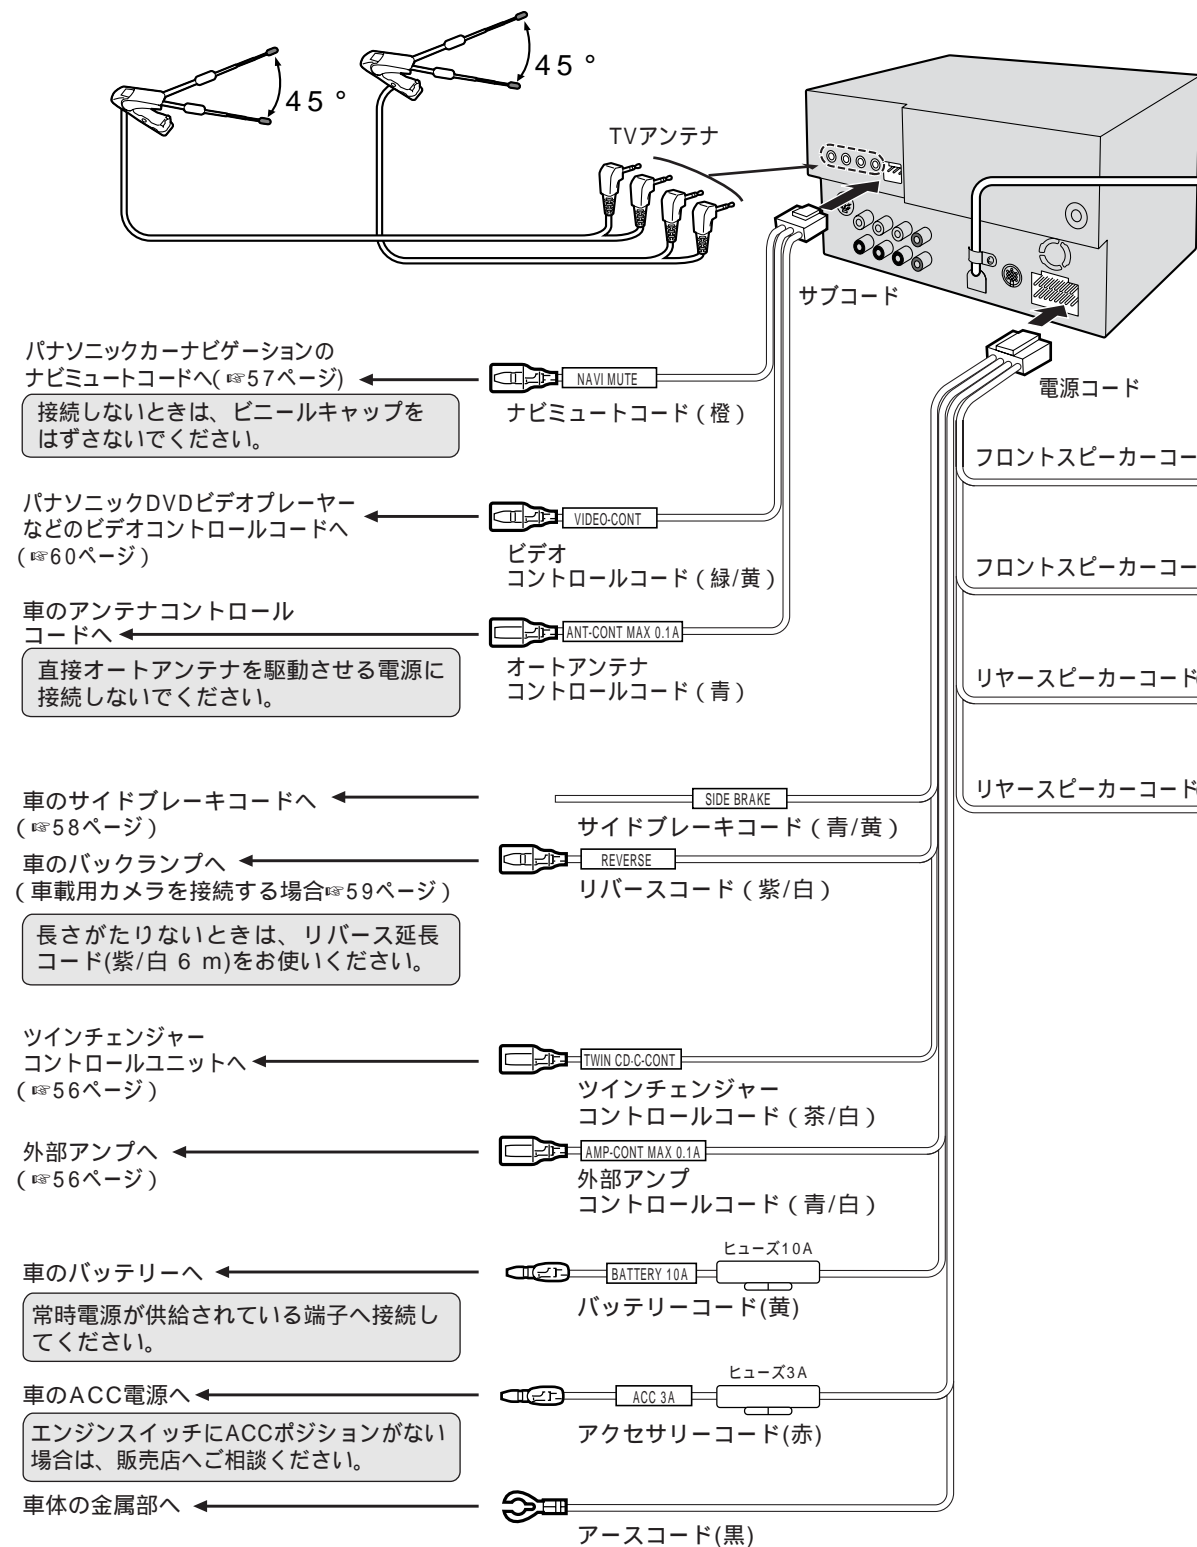 45°
45°
TVアンテナ
サブコード
電源コード
パナソニックカーナビゲーションの
ナビミュートコードへ(☞57ページ)
NAVI MUTE
ナビミュートコード(橙)
接続しないときは、ビニールキャップを
はずさないでください。
フロントスピーカーコー
パナソニックDVDビデオプレーヤー
などのビデオコントロールコードへ
(☞60ページ)
VIDEO-CONT
ビデオ
コントロールコード(緑/黄)
フロントスピーカーコー
車のアンテナコントロール
コードへ
ANT-CONT MAX 0.1A
オートアンテナ
コントロールコード(青)
直接オートアンテナを駆動させる電源に
接続しないでください。
リヤースピーカーコード
リヤースピーカーコード
車のサイドブレーキコードへ
(☞58ページ)
SIDE BRAKE
サイドブレーキコード(青/黄)
車のバックランプへ
(車載用カメラを接続する場合☞59ページ)
REVERSE
リバースコード(紫/白)
長さがたりないときは、リバース延長
コード(紫/白 6 m)をお使いください。
ツインチェンジャー
コントロールユニットへ
(☞56ページ)
TWIN CD·C-CONT
ツインチェンジャー
コントロールコード(茶/白)
外部アンプへ
(☞56ページ)
AMP-CONT MAX 0.1A
外部アンプ
コントロールコード(青/白)
車のバッテリーへ
ヒューズ10A
BATTERY 10A
バッテリーコード(黄)
常時電源が供給されている端子へ接続し
てください。
車のACC電源へ
ヒューズ3A
ACC 3A
アクセサリーコード(赤)
エンジンスイッチにACCポジションがない
場合は、販売店へご相談ください。
車体の金属部へ
アースコード(黒)